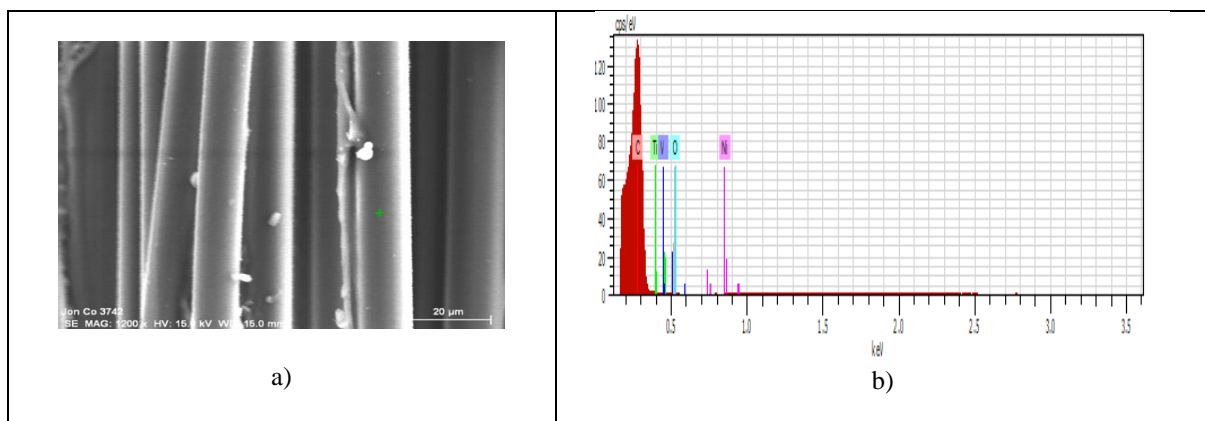 Jon Co 3742
SE MAG: 1200 x HV: 15.0 kV WD: 15.0 mm
20 µm
a)
cps/eV
120
100
80
60
40
20
0
C Ti V O Ni
0.5 1.0 1.5 2.0 2.5 3.0 3.5
keV
b)